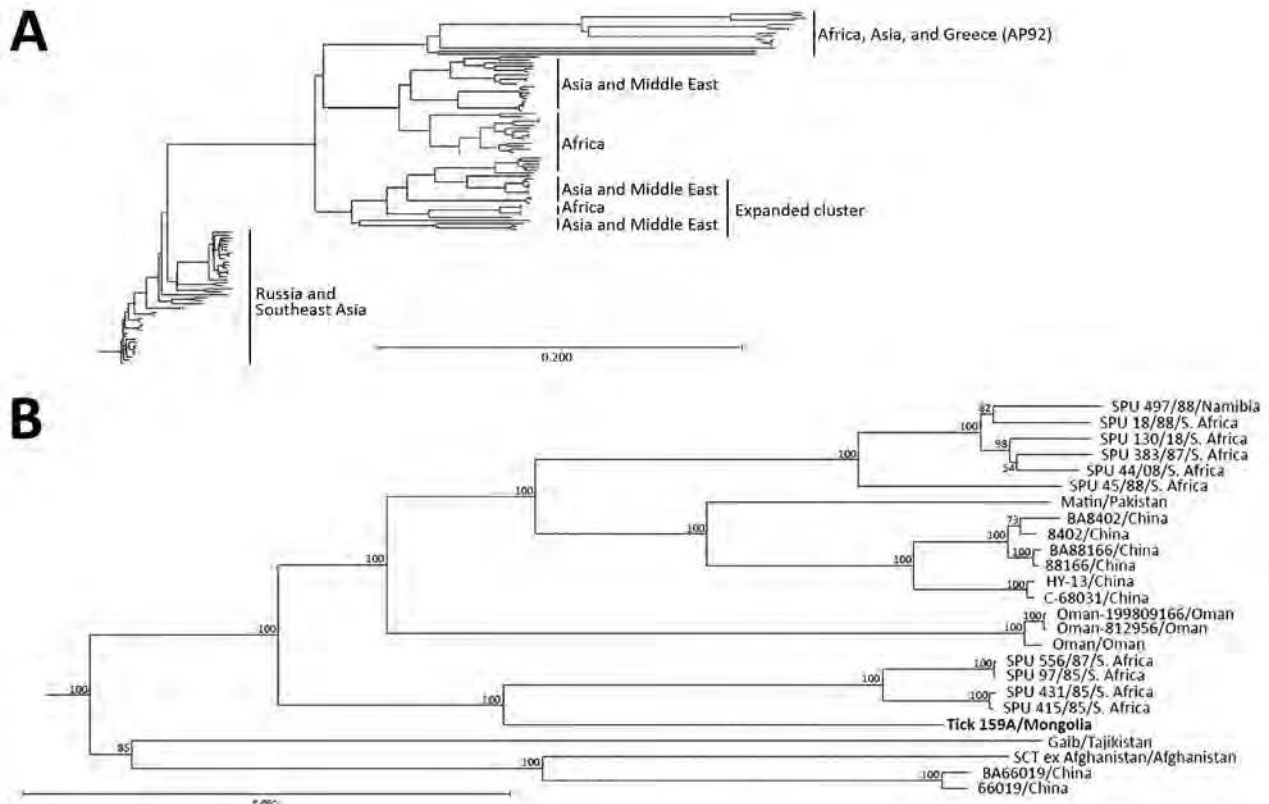 A
Africa, Asia, and Greece (AP92)
Asia and Middle East
Africa
Asia and Middle East
Africa
Asia and Middle East
Expanded cluster
Russia and
Southeast Asia
0.200
B
SPU 497/88/Namibia
82
SPU 18/88/S. Africa
100
SPU 130/18/S. Africa
98
SPU 383/87/S. Africa
54
SPU 44/08/S. Africa
100
SPU 45/88/S. Africa
100
Matin/Pakistan
73
BA8402/China
8402/China
100
100
BA88166/China
100
88166/China
100
HY-13/China
C-68031/China
100
100
Oman-199809166/Oman
100
Oman-812956/Oman
Oman/Oman
100
100
SPU 556/87/S. Africa
100
SPU 97/85/S. Africa
100
SPU 431/85/S. Africa
100
SPU 415/85/S. Africa
100
Tick 159A/Mongolia
85
Gaib/Tajikistan
100
SCT ex Afghanistan/Afghanistan
100
BA66019/China
66019/China